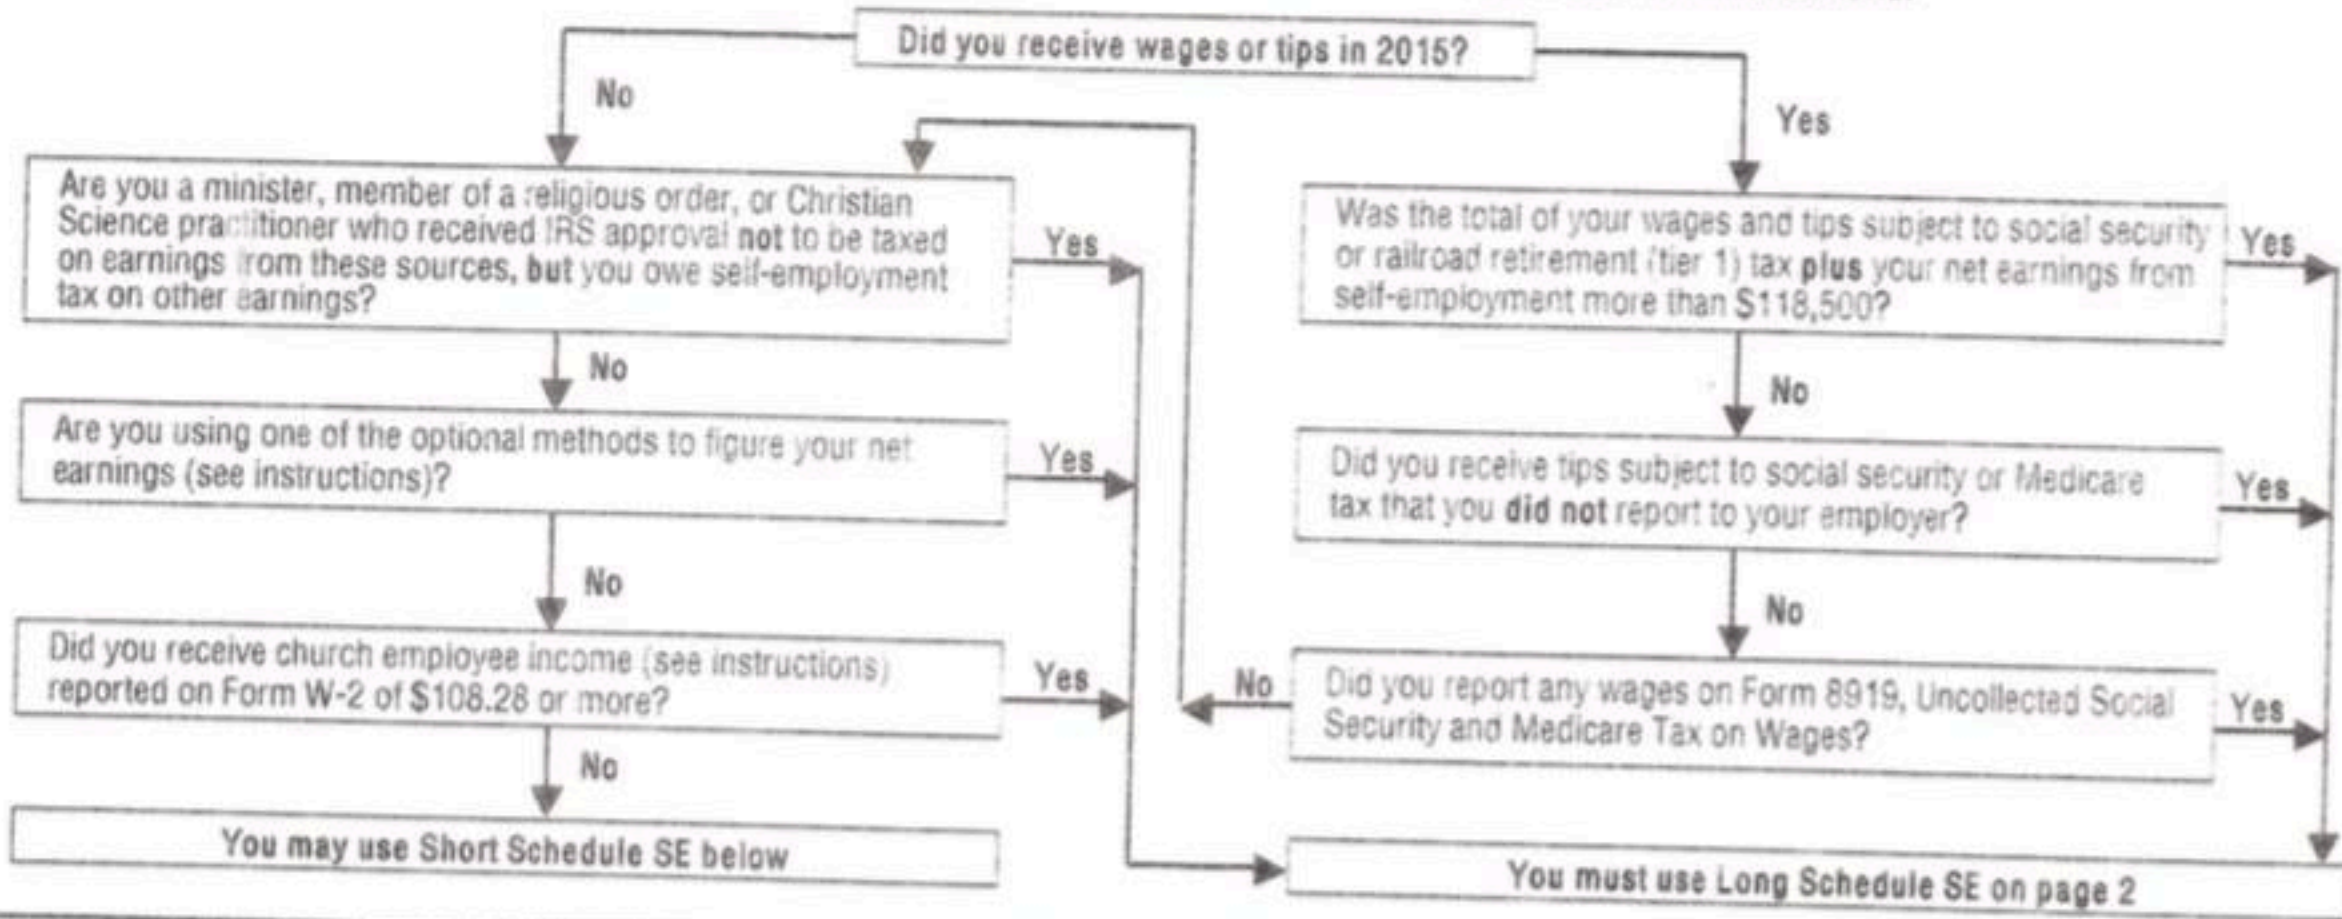 Did you receive wages or tips in 2015?
No
Yes
Are you a minister, member of a religious order, or Christian
Science practitioner who received IRS approval not to be taxed
on earnings from these sources, but you owe self-employment
tax on other earnings?
Yes
No
Are you using one of the optional methods to figure your net
earnings (see instructions)?
Yes
No
Did you receive church employee income (see instructions)
reported on Form W-2 of $108.28 or more?
Yes
No
You may use Short Schedule SE below
Was the total of your wages and tips subject to social security
or railroad retirement (tier 1) tax plus your net earnings from
self-employment more than $118,500?
Yes
No
Did you receive tips subject to social security or Medicare
tax that you did not report to your employer?
Yes
No
Did you report any wages on Form 8919, Uncollected Social
Security and Medicare Tax on Wages?
No
Yes
You must use Long Schedule SE on page 2